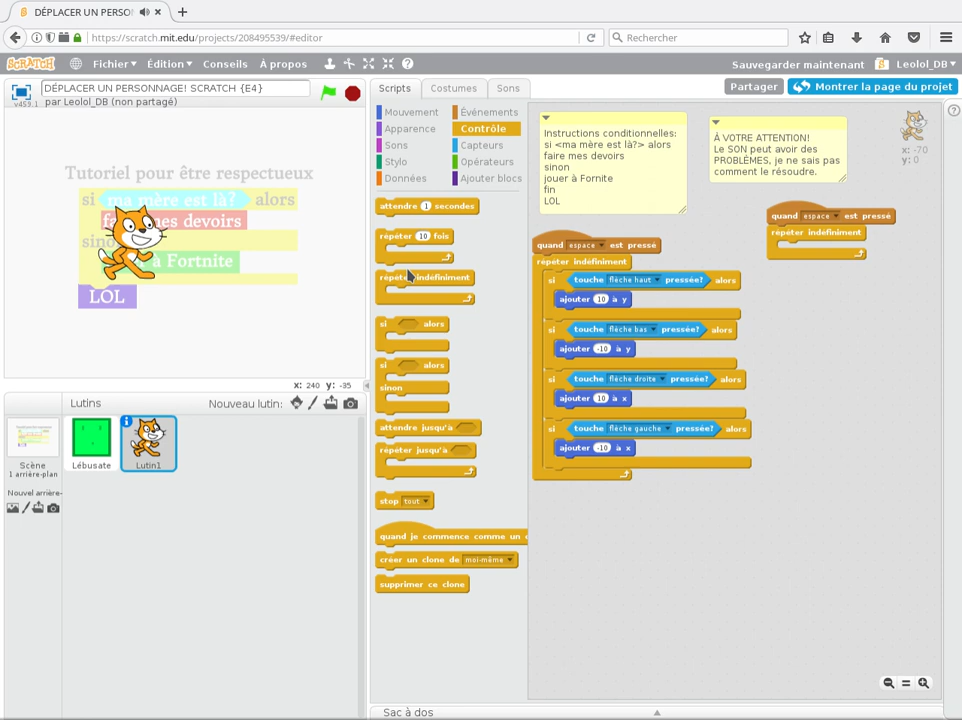 DÉPLACER UN PERSO
https://scratch.mit.edu/projects/208495539/#editor
Rechercher
SCRATCH
Fichier
Édition
Conseils
À propos
Sauvegarder maintenant
Leolol_DB
DÉPLACER UN PERSONNAGE! SCRATCH {E4}
par Leolol_DB (non partagé)
v459.1
Tutoriel pour être respectueux
si ma mère est là? alors
mes devoirs
sino
à Fortnite
LOL
x: 240 y: -35
Lutins
Nouveau lutin:
Scène
1 arrière-plan
Nouvel arrière-
Lébusate
Lutin1
Scripts
Costumes
Sons
Partager
Montrer la page du projet
Mouvement
Apparence
Sons
Stylo
Données
Événements
Contrôle
Capteurs
Opérateurs
Ajouter blocs
attendre 1 secondes
répéter 10 fois
répéter indéfiniment
si alors
si alors
sinon
attendre jusqu'à
répéter jusqu'à
stop tout
quand je commence comme un
créer un clone de moi-même
supprimer ce clone
Instructions conditionnelles:
si <ma mère est là?> alors
faire mes devoirs
sinon
jouer à Fornite
fin
LOL
À VOTRE ATTENTION!
Le SON peut avoir des
PROBLÈMES, je ne sais pas
comment le résoudre.
x: -70
y: 0
quand espace est pressé
répéter indéfiniment
si touche flèche haut pressée? alors
ajouter 10 à y
si touche flèche bas pressée? alors
ajouter -10 à y
si touche flèche droite pressée? alors
ajouter 10 à x
si touche flèche gauche pressée? alors
ajouter -10 à x
quand espace est pressé
répéter indéfiniment
Sac à dos